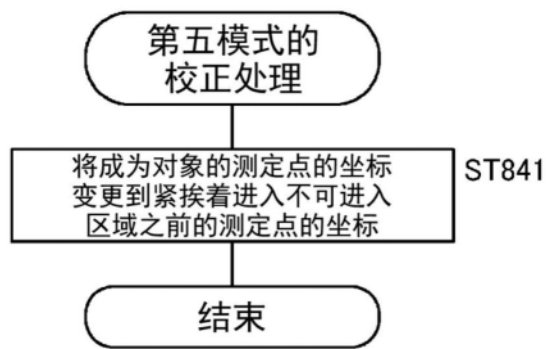 第五模式的
校正处理
将成为对象的测定点的坐标
变更到紧挨着进入不可进入
区域之前的测定点的坐标
ST841
结束